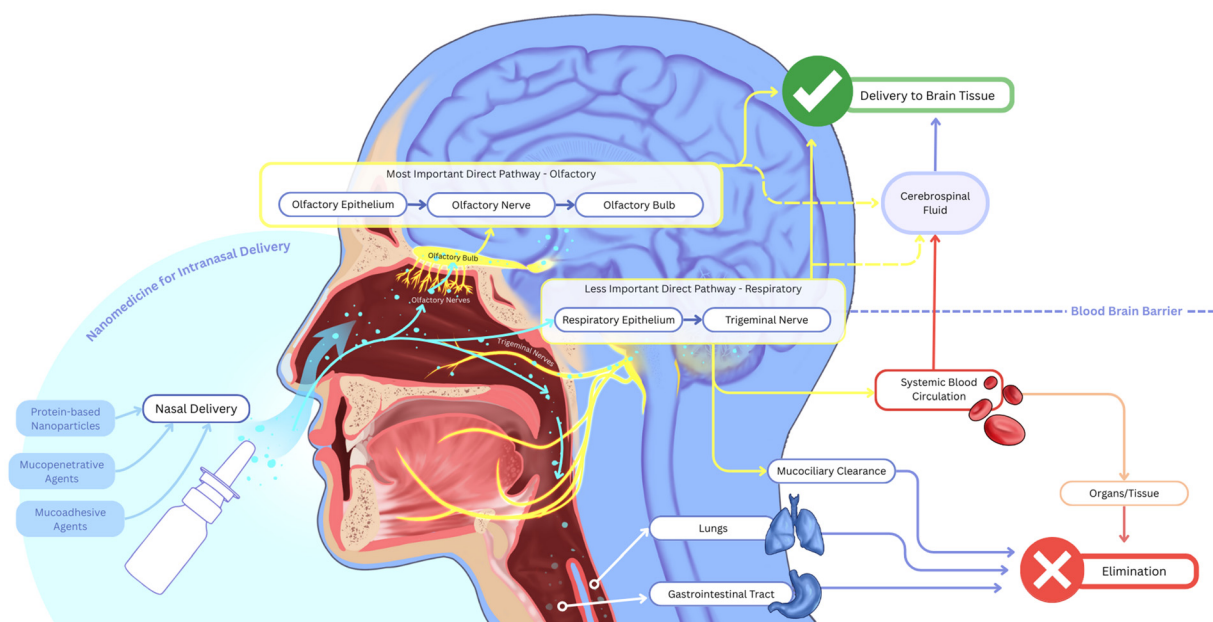 Delivery to Brain Tissue
Most Important Direct Pathway - Olfactory
Olfactory Epithelium
Olfactory Nerve
Olfactory Bulb
Cerebrospinal
Fluid
Nanomedicine for Intranasal Delivery
Olfactory Bulb
Olfactory Nerves
Less Important Direct Pathway - Respiratory
Respiratory Epithelium
Trigeminal Nerve
Blood Brain Barrier
Trigeminal Nerves
Systemic Blood
Circulation
Protein-based
Nanoparticles
Nasal Delivery
Mucopenetrative
Agents
Mucoadhesive
Agents
Mucociliary Clearance
Organs/Tissue
Lungs
Elimination
Gastrointestinal Tract